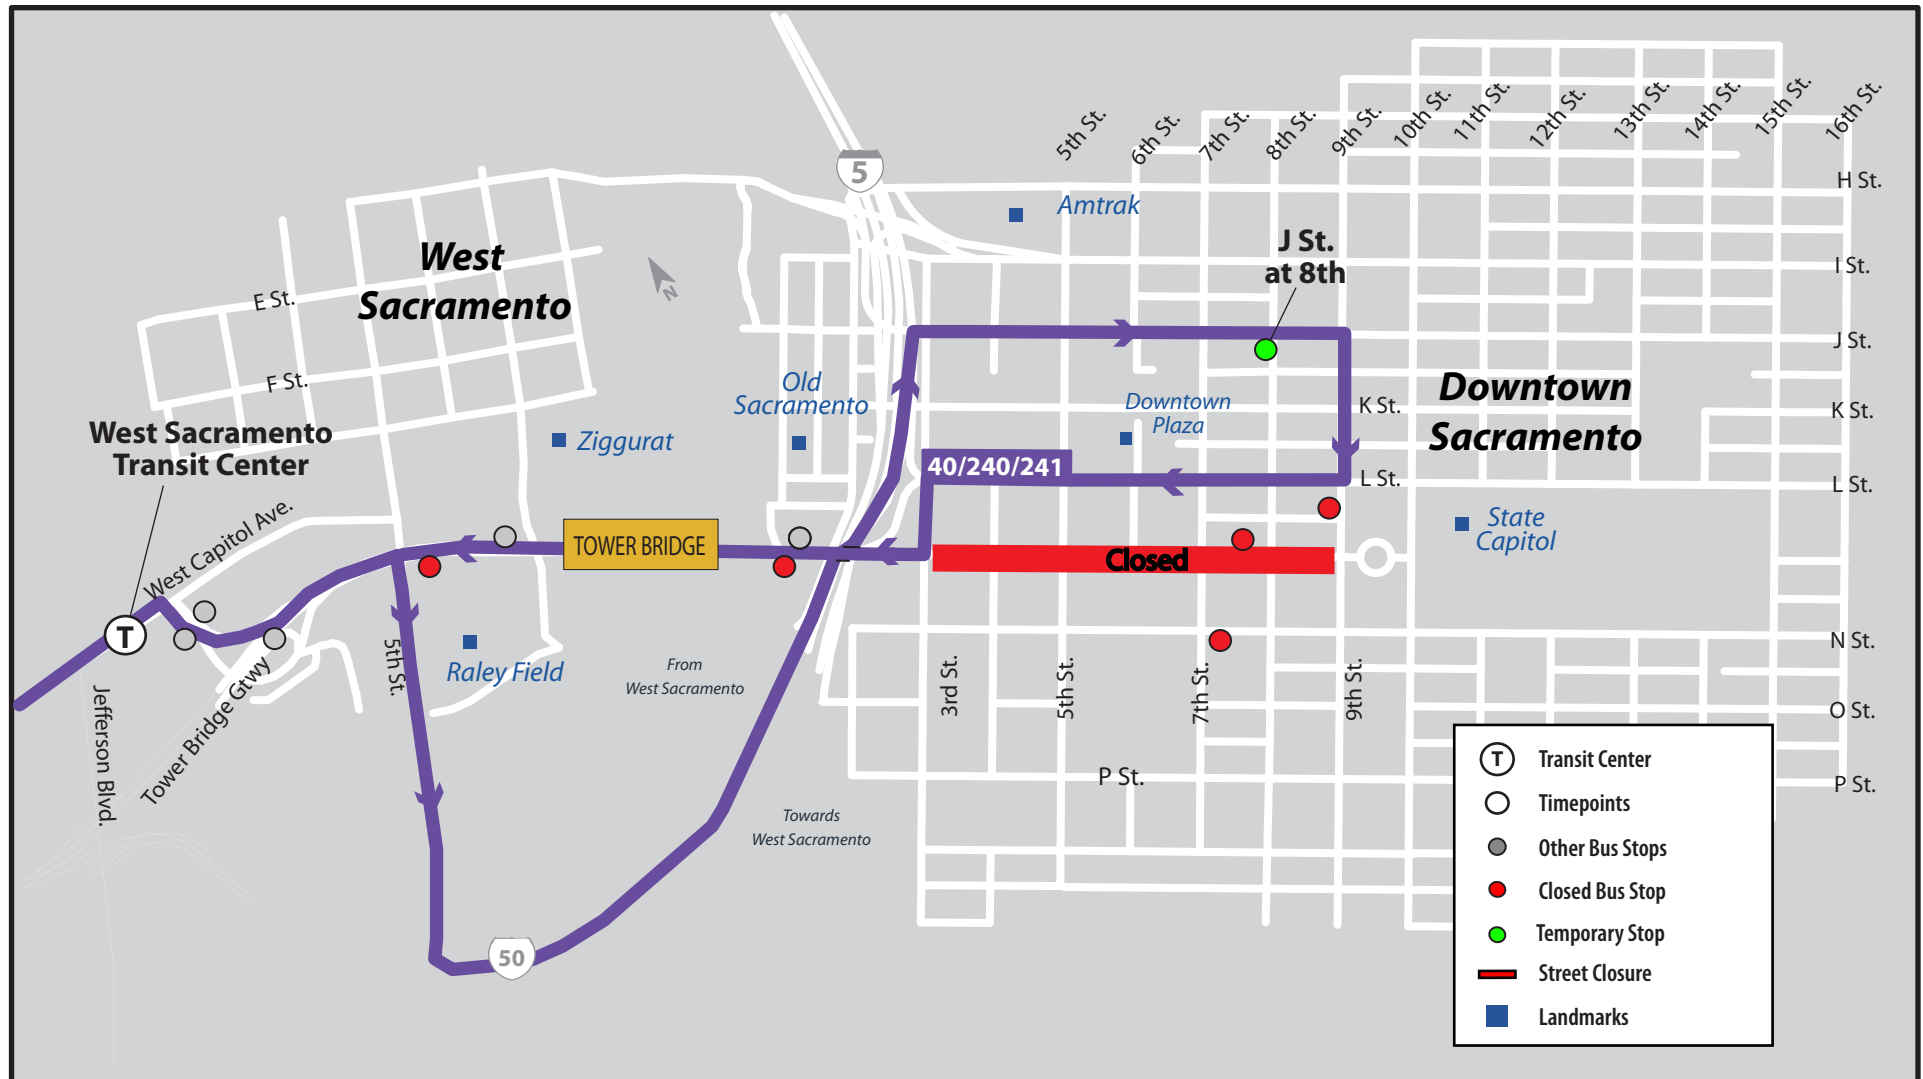 5th St.
6th St.
7th St.
8th St.
9th St.
10th St.
11th St.
12th St.
13th St.
14th St.
15th St.
16th St.
5
H St.
Amtrak
J St.
at 8th
I St.
West
Sacramento
N
E St.
F St.
J St.
Old
Sacramento
Downtown
Plaza
K St.
Downtown
Sacramento
K St.
West Sacramento
Transit Center
Ziggurat
40/240/241
L St.
L St.
West Capitol Ave.
TOWER BRIDGE
Closed
State
Capitol
T
5th St.
Raley Field
From
West Sacramento
3rd St.
5th St.
7th St.
9th St.
N St.
O St.
Jefferson Blvd.
Tower Bridge Gtwy
P St.
P St.
Towards
West Sacramento
50
T Transit Center
Timepoints
Other Bus Stops
Closed Bus Stop
Temporary Stop
Street Closure
Landmarks